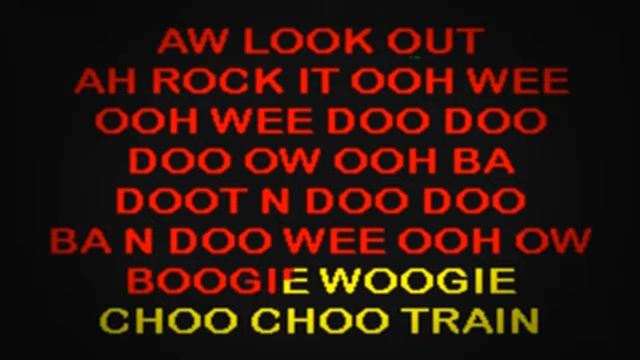 AW LOOK OUT
AH ROCK IT OOH WEE
OOH WEE DOO DOO
DOO OW OOH BA
DOOT N DOO DOO
BA N DOO WEE OOH OW
BOOGIE WOOGIE
CHOO CHOO TRAIN